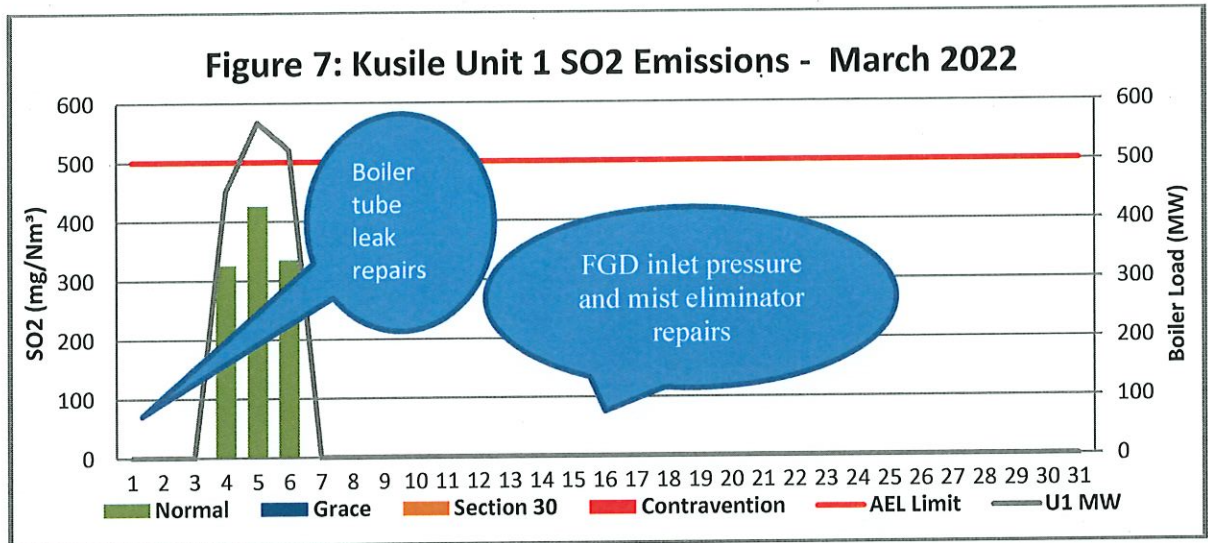 Figure 7: Kusile Unit 1 SO2 Emissions - March 2022
600
500
400
300
200
100
0
SO2 (mg/Nm³)
Boiler
tube
leak
repairs
FGD inlet pressure
and mist eliminator
repairs
600
500
400
300
200
100
0
Boiler Load (MW)
1 2 3 4 5 6 7 8 9 10 11 12 13 14 15 16 17 18 19 20 21 22 23 24 25 26 27 28 29 30 31
Normal Grace Section 30 Contravention AEL Limit U1 MW